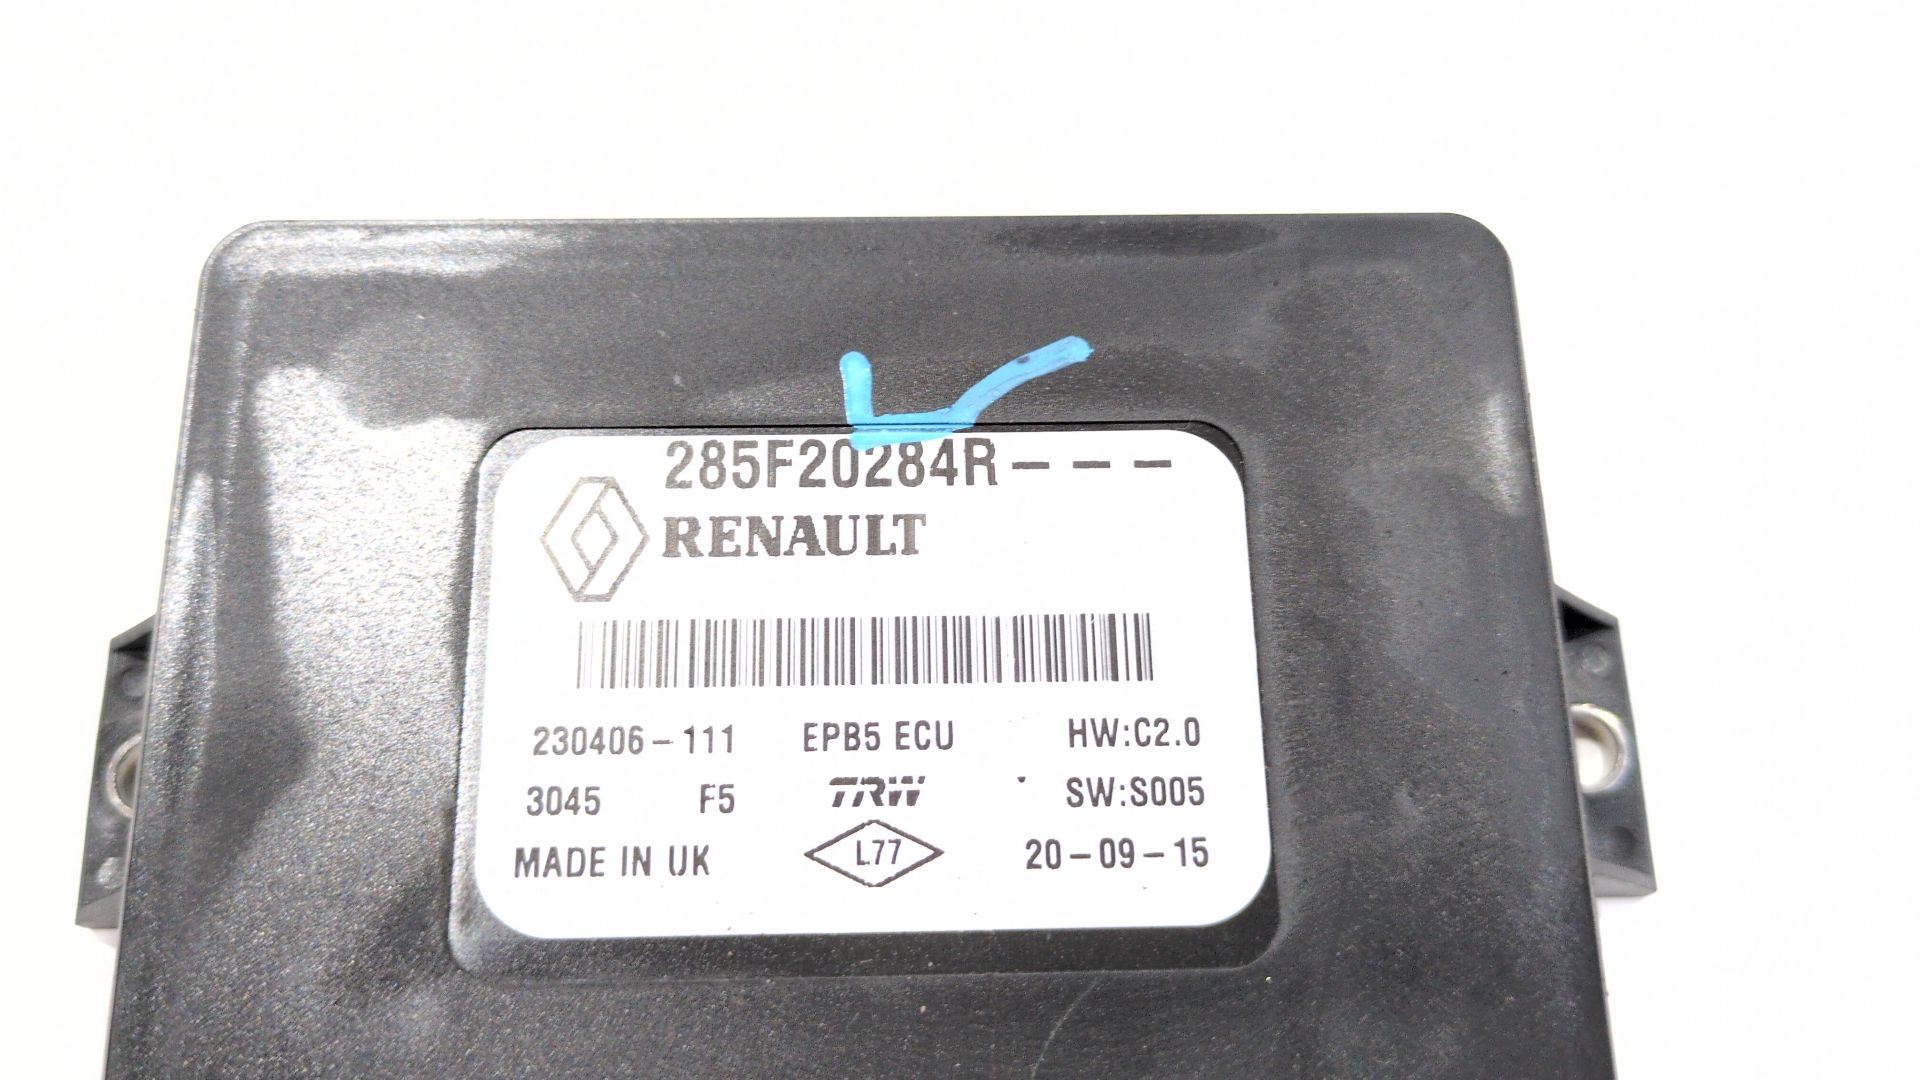 285F20284R---
RENAULT
230406-111 EPB5 ECU HW:C2.0
3045 F5 TRW SW:S005
MADE IN UK L77 20-09-15